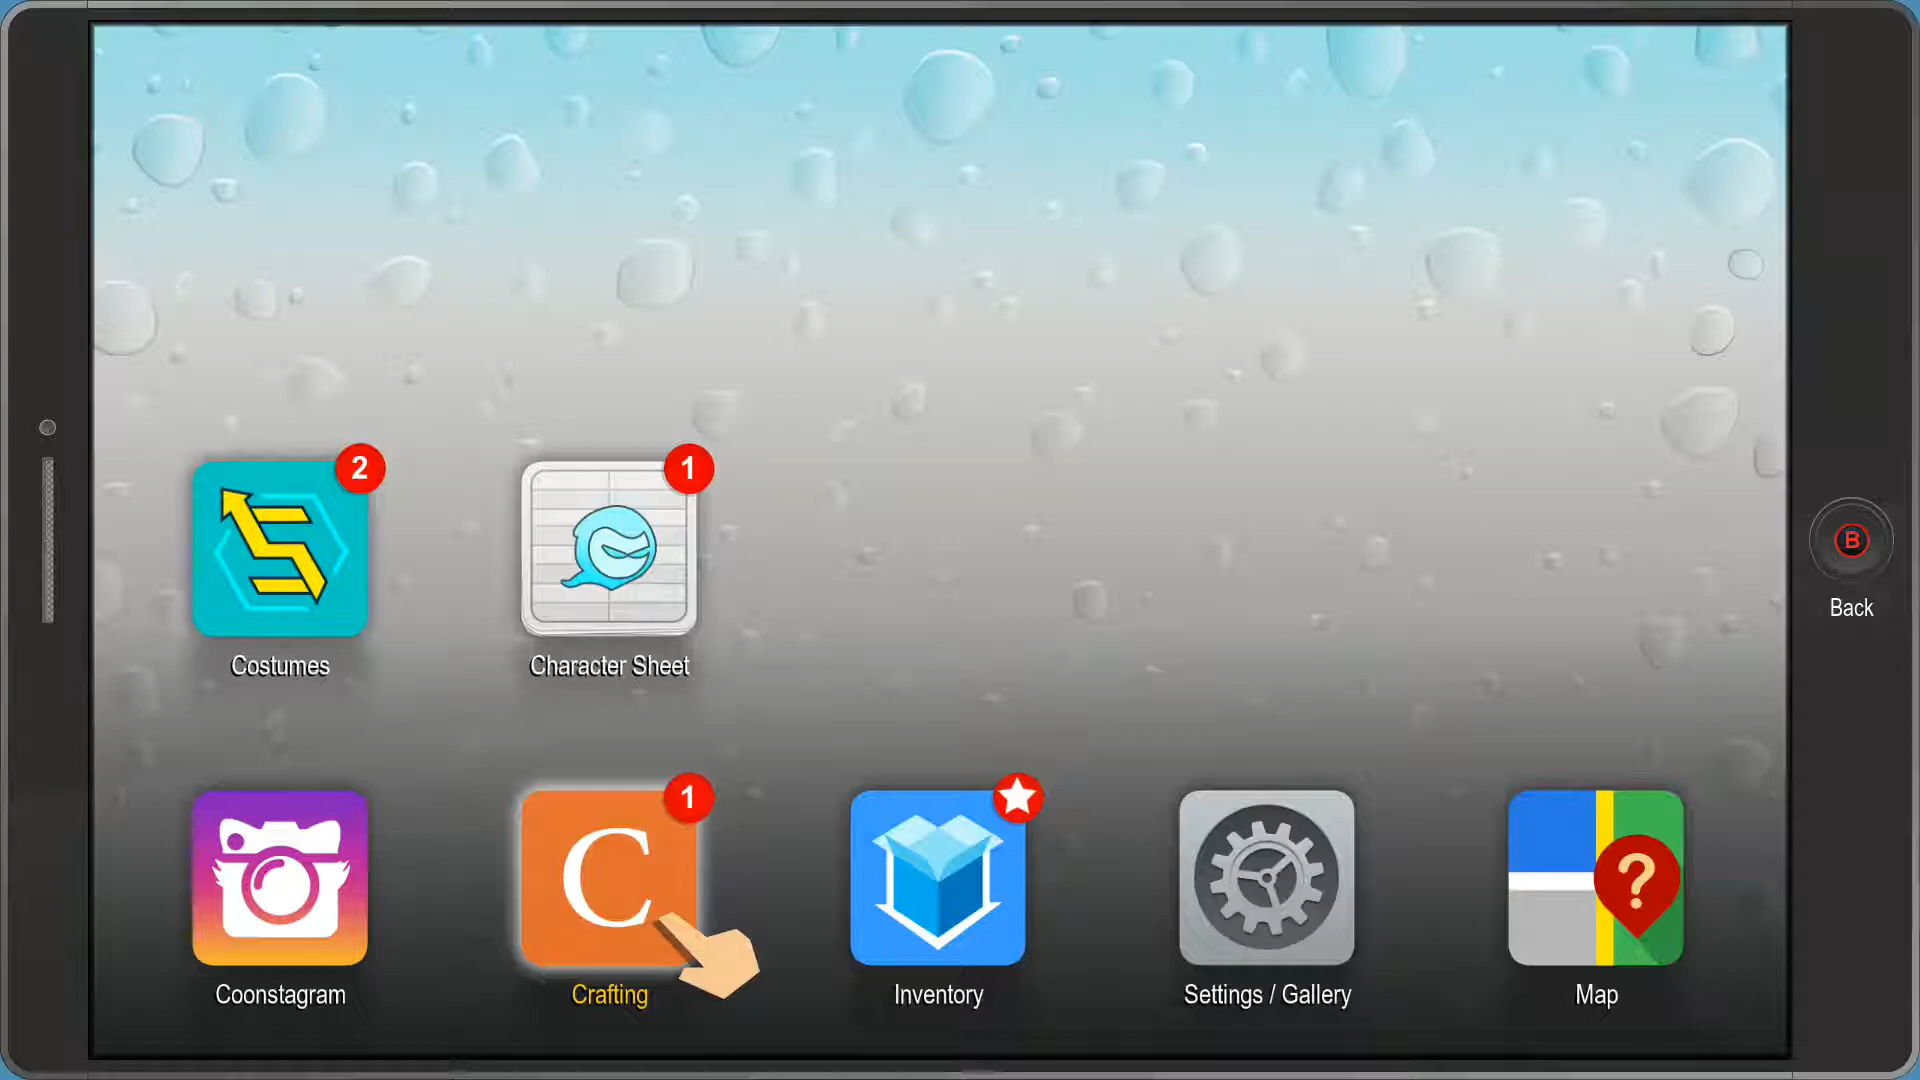 2
1
Costumes
Character Sheet
B
Back
1
C
?
Coonstagram
Crafting
Inventory
Settings / Gallery
Map